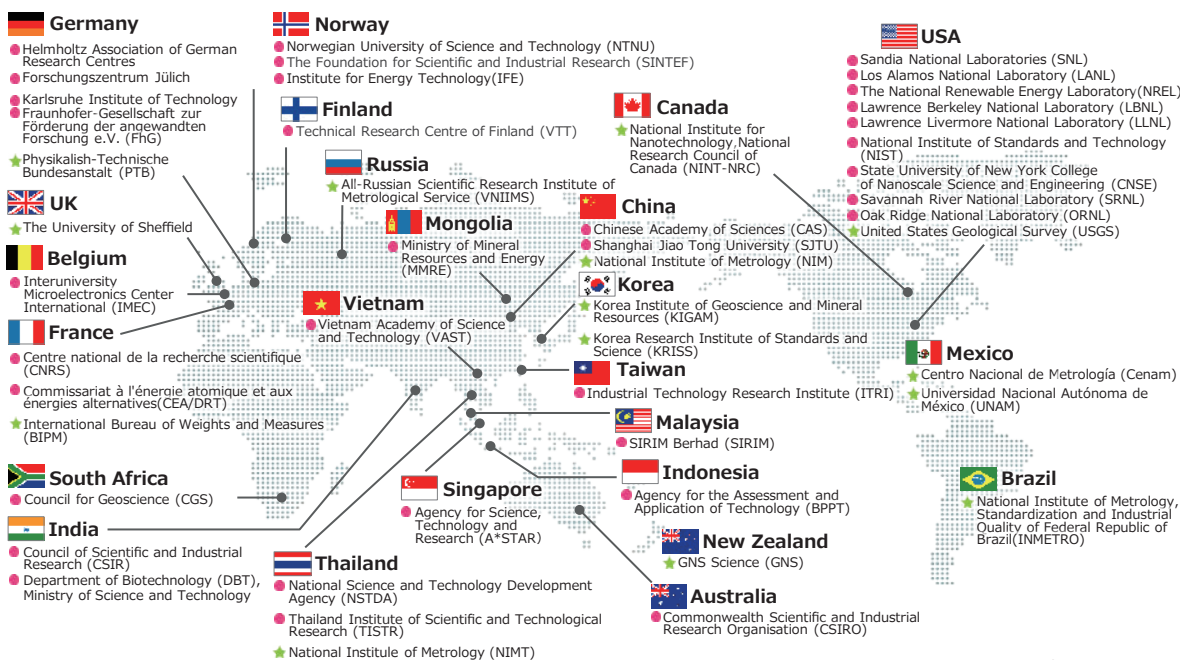 Germany
Helmholtz Association of German
Research Centres
Forschungszentrum Jülich
Karlsruhe Institute of Technology
Fraunhofer-Gesellschaft zur
Förderung der angewandten
Forschung e.V. (FhG)
Physikalish-Technische
Bundesanstalt (PTB)
UK
The University of Sheffield
Belgium
Interuniversity
Microelectronics Center
International (IMEC)
France
Centre national de la recherche scientifique
(CNRS)
Commissariat à l'énergie atomique et aux
énergies alternatives(CEA/DRT)
International Bureau of Weights and Measures
(BIPM)
South Africa
Council for Geoscience (CGS)
India
Council of Scientific and Industrial
Research (CSIR)
Department of Biotechnology (DBT),
Ministry of Science and Technology
Norway
Norwegian University of Science and Technology (NTNU)
The Foundation for Scientific and Industrial Research (SINTEF)
Institute for Energy Technology(IFE)
Finland
Technical Research Centre of Finland (VTT)
Russia
All-Russian Scientific Research Institute of
Metrological Service (VNIIMS)
Mongolia
Ministry of Mineral
Resources and Energy
(MMRE)
Vietnam
Vietnam Academy of Science
and Technology (VAST)
Singapore
Agency for Science,
Technology and
Research (A*STAR)
Thailand
National Science and Technology Development
Agency (NSTDA)
Thailand Institute of Scientific and Technological
Research (TISTR)
National Institule of Metrology (NIMT)
Canada
National Institute for
Nanotechnology,National
Research Council of
Canada (NINT-NRC)
China
Chinese Academy of Sciences (CAS)
Shanghai Jiao Tong University (SJTU)
National Institute of Metrology (NIM)
Korea
Korea Institute of Geoscience and Mineral
Resources (KIGAM)
Korea Research Institute of Standards and
Science (KRISS)
Taiwan
Industrial Technology Research Institute (ITRI)
Malaysia
SIRIM Berhad (SIRIM)
Indonesia
Agency for the Assessment and
Application of Technology (BPPT)
New Zealand
GNS Science (GNS)
Australia
Commonwealth Scientific and Industrial
Research Organisation (CSIRO)
USA
Sandia National Laboratories (SNL)
Los Alamos National Laboratory (LANL)
The National Renewable Energy Laboratory(NREL)
Lawrence Berkeley National Laboratory (LBNL)
Lawrence Livermore National Laboratory (LLNL)
National Institute of Standards and Technology
(NIST)
State University of New York College
of Nanoscale Science and Engineering (CNSE)
Savannah River National Laboratory (SRNL)
Oak Ridge National Laboratory (ORNL)
United States Geological Survey (USGS)
Mexico
Centro Nacional de Metrología (Cenam)
Universidad Nacional Autónoma de
México (UNAM)
Brazil
National Institute of Metrology,
Standardization and Industrial
Quality of Federal Republic of
Brazil(INMETRO)